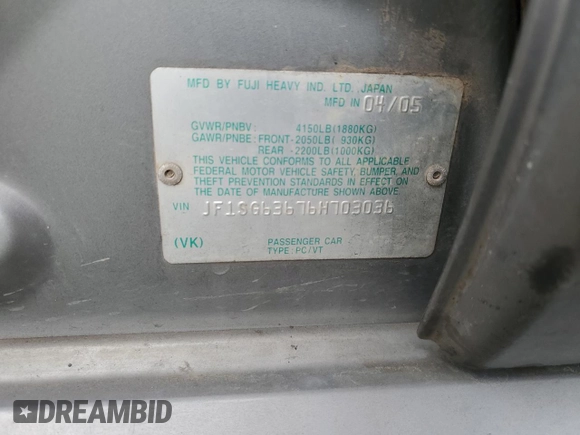 MFD BY FUJI HEAVY IND. LTD. JAPAN
MFD IN 04/05
GVWR/PNBV: 4150LB(1880KG)
GAWR/PNBE: FRONT-2050LB( 930KG)
REAR -2200LB(1000KG)
THIS VEHICLE CONFORMS TO ALL APPLICABLE
FEDERAL MOTOR VEHICLE SAFETY, BUMPER, AND
THEFT PREVENTION STANDARDS IN EFFECT ON
THE DATE OF MANUFACTURE SHOWN ABOVE.
VIN JF1SG63676H703036
(VK) PASSENGER CAR
TYPE:PC/VT
DREAMBID